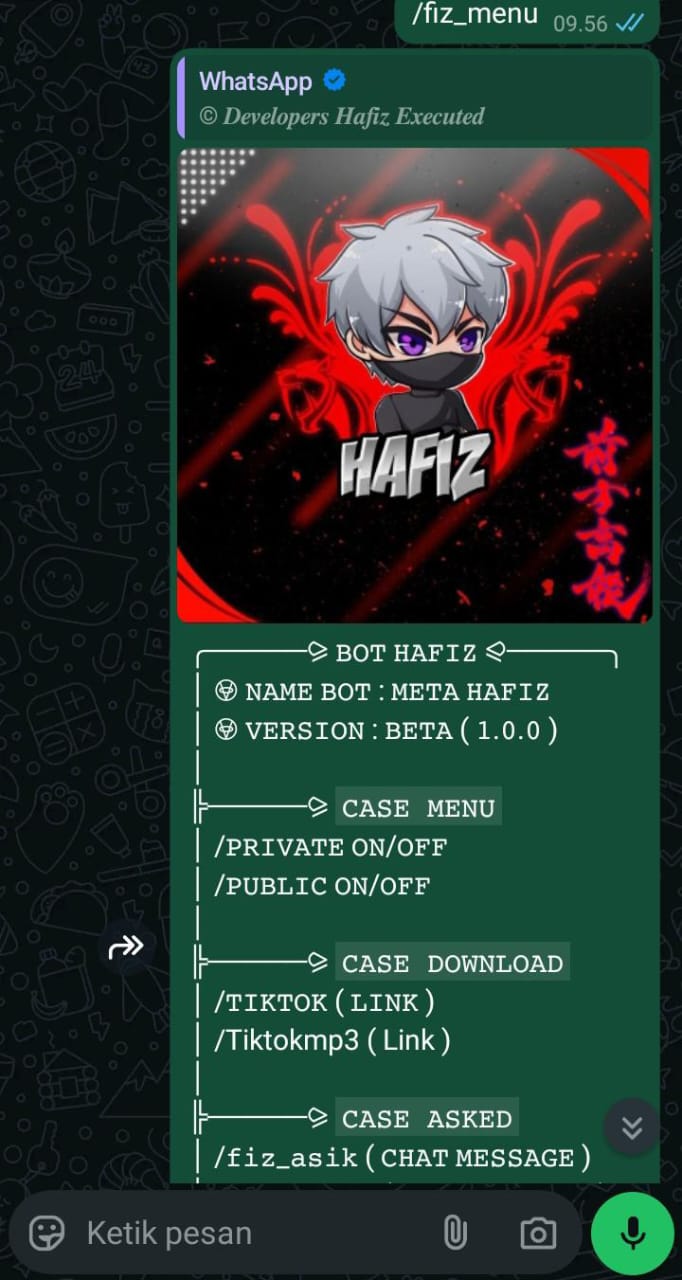 /fiz_menu 09.56
WhatsApp
© Developers Hafiz Executed
HAFIZ
BOT HAFIZ
NAME BOT : META HAFIZ
VERSION : BETA ( 1.0.0 )
CASE MENU
/PRIVATE ON/OFF
/PUBLIC ON/OFF
CASE DOWNLOAD
/TIKTOK ( LINK )
/Tiktokmp3 ( Link )
CASE ASKED
/fiz_asik ( CHAT MESSAGE )
Ketik pesan